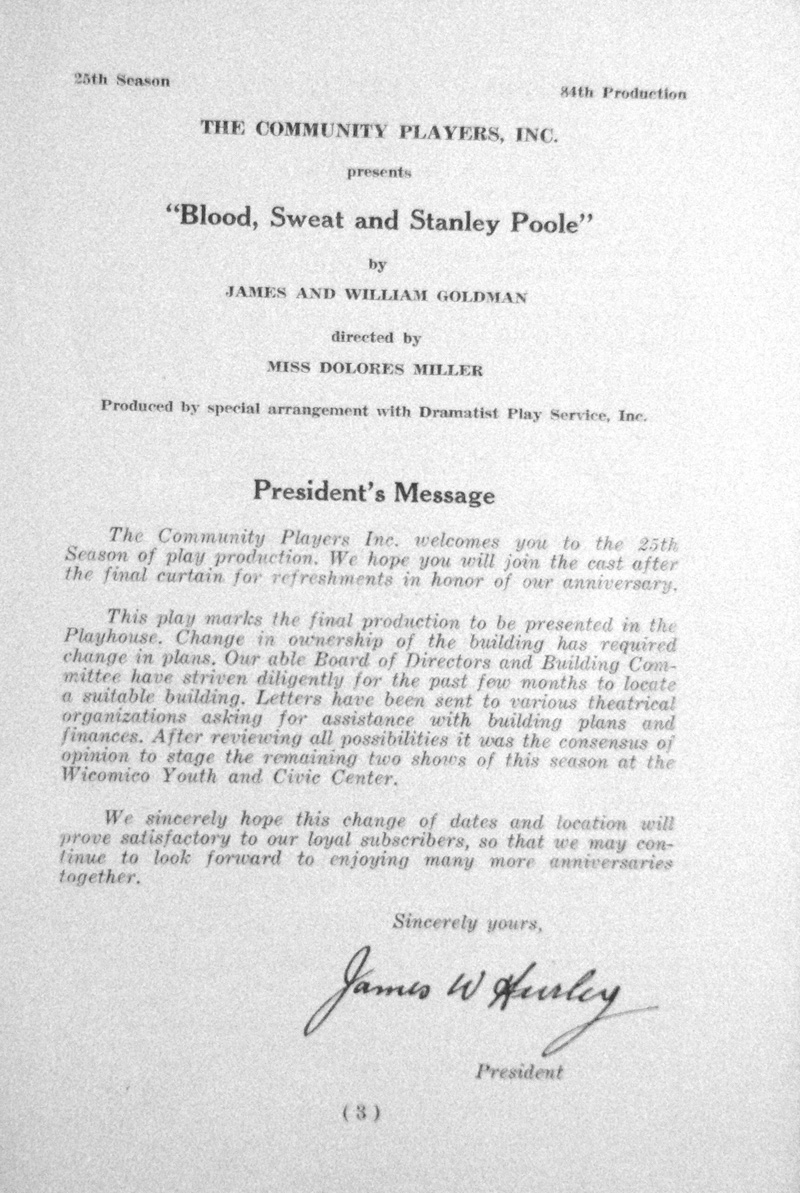 25th Season
84th Production
THE COMMUNITY PLAYERS, INC.
presents
"Blood, Sweat and Stanley Poole"
by
JAMES AND WILLIAM GOLDMAN
directed by
MISS DOLORES MILLER
Produced by special arrangement with Dramatist Play Service, Inc.
President's Message
The Community Players Inc. welcomes you to the 25th
Season of play production. We hope you will join the cast after
the final curtain for refreshments in honor of our anniversary.
This play marks the final production to be presented in the
Playhouse. Change in ownership of the building has required
change in plans. Our able Board of Directors and Building Com-
mittee have striven diligently for the past few months to locate
a suitable building. Letters have been sent to various theatrical
organizations asking for assistance with building plans and
finances. After reviewing all possibilities it was the consensus of
opinion to stage the remaining two shows of this season at the
Wicomico Youth and Civic Center.
We sincerely hope this change of dates and location will
prove satisfactory to our loyal subscribers, so that we may con-
tinue to look forward to enjoying many more anniversaries
together.
Sincerely yours,
James W Hurley
President
( 3 )